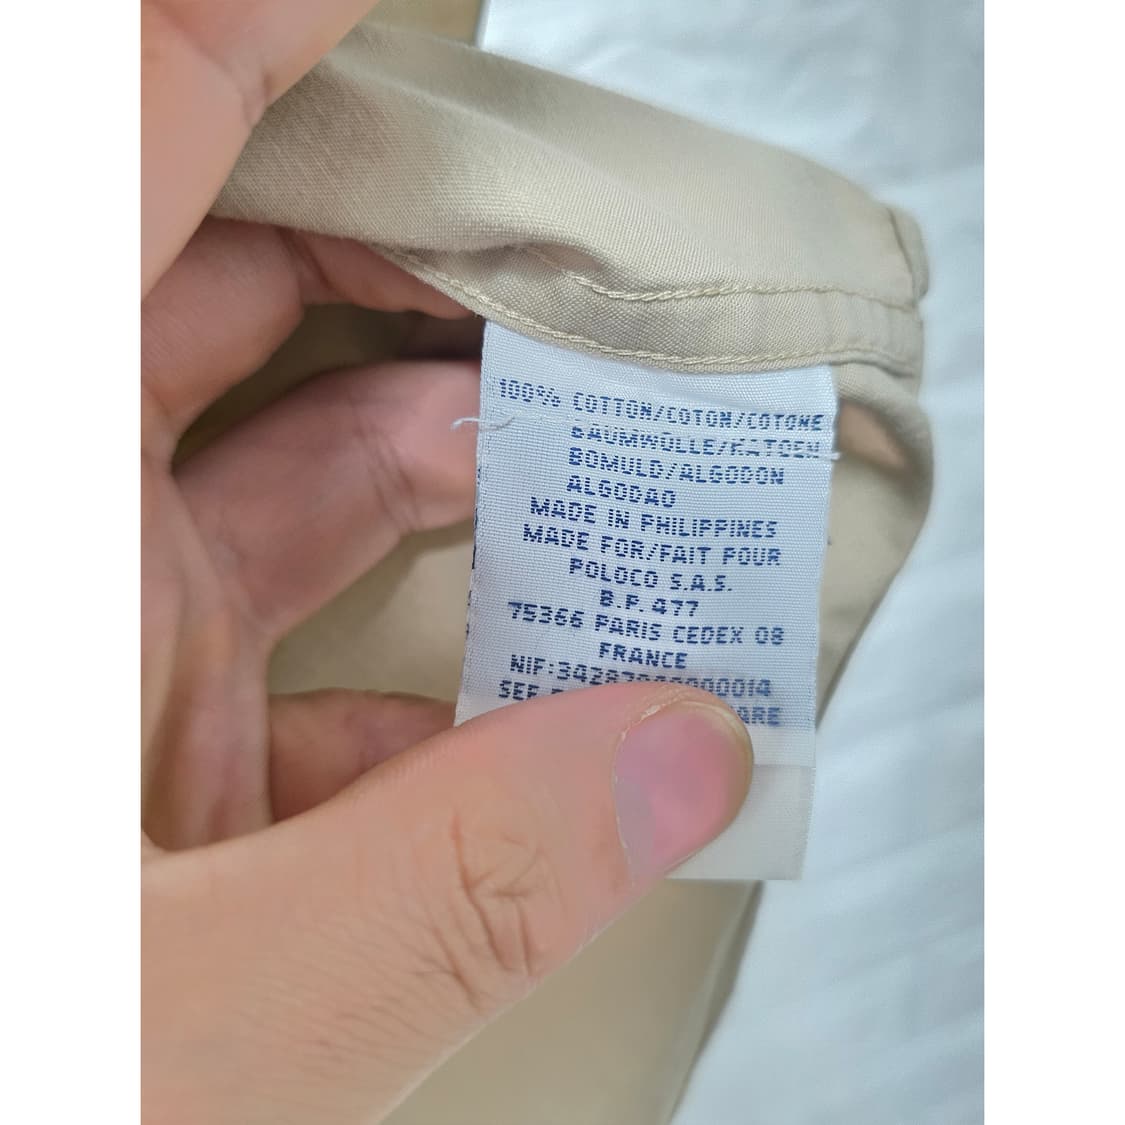 100% COTTON/COTON/COTONE
BAUMWOLLE/KATOEN
BOMULD/ALGODON
ALGODAO
MADE IN PHILIPPINES
MADE FOR/FAIT POUR
POLOCO S.A.S.
B.P. 477
75366 PARIS CEDEX 08
FRANCE
SEE